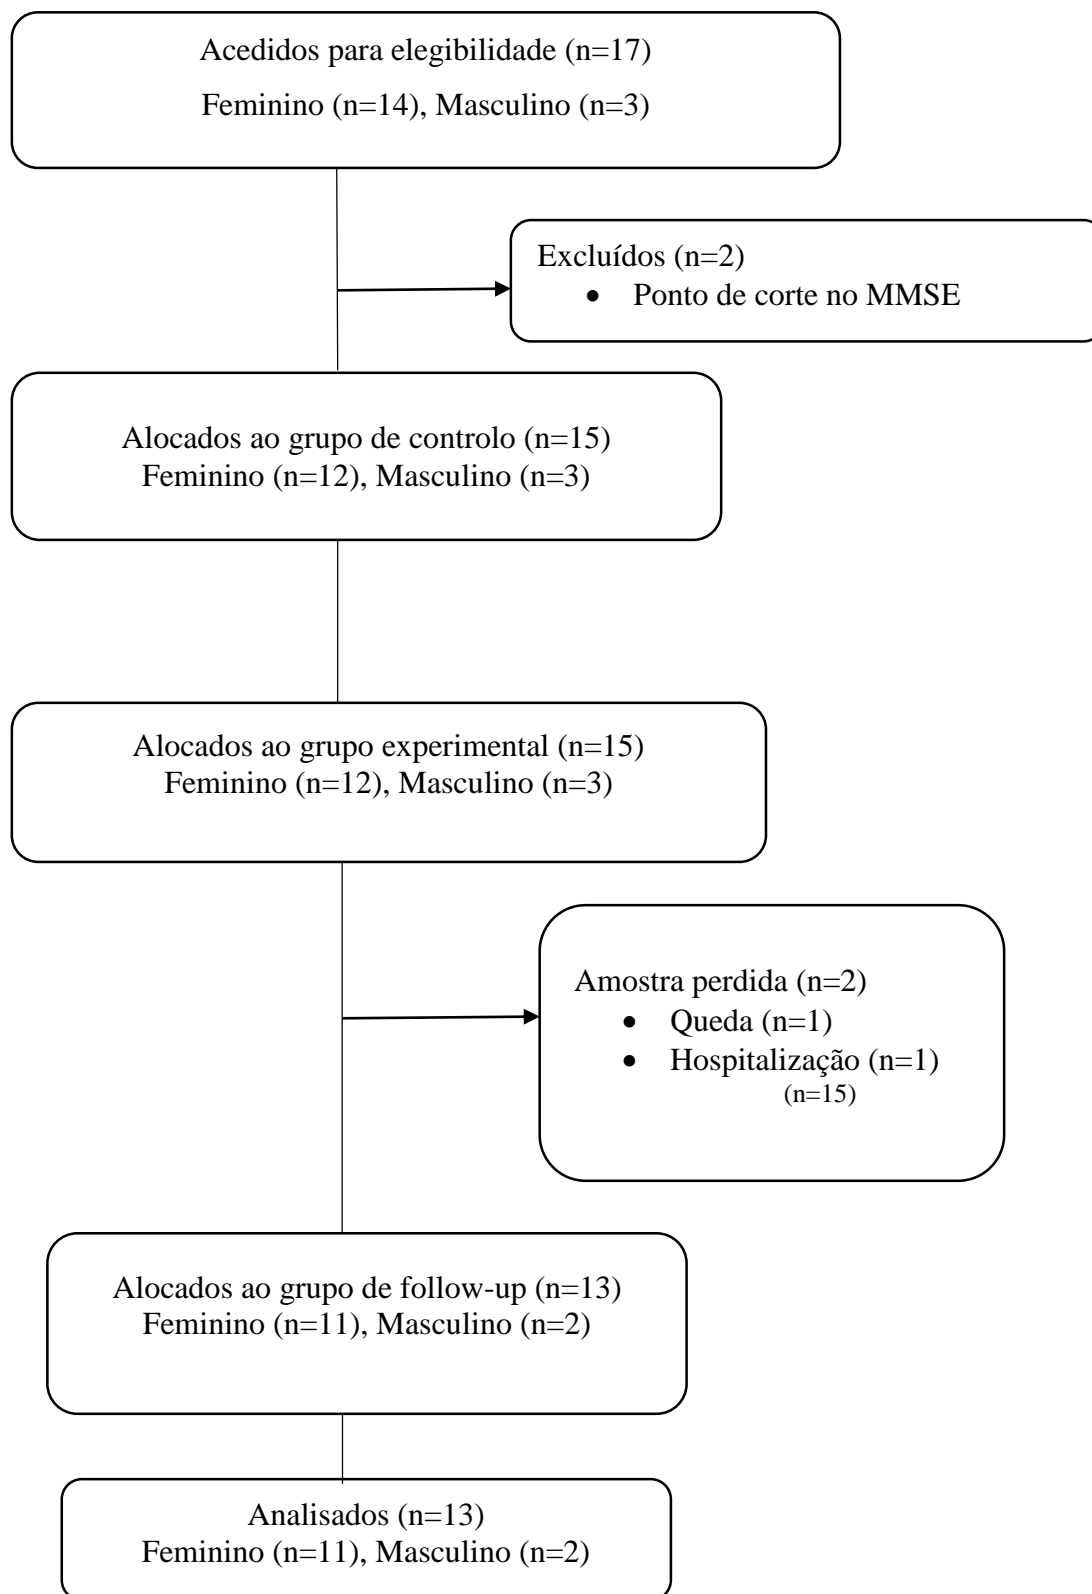 Acedidos para elegibilidade (n=17)
Feminino (n=14), Masculino (n=3)
Excluídos (n=2)
• Ponto de corte no MMSE
Alocados ao grupo de controlo (n=15)
Feminino (n=12), Masculino (n=3)
Alocados ao grupo experimental (n=15)
Feminino (n=12), Masculino (n=3)
Amostra perdida (n=2)
• Queda (n=1)
• Hospitalização (n=1)
(n=15)
Alocados ao grupo de follow-up (n=13)
Feminino (n=11), Masculino (n=2)
Analisados (n=13)
Feminino (n=11), Masculino (n=2)